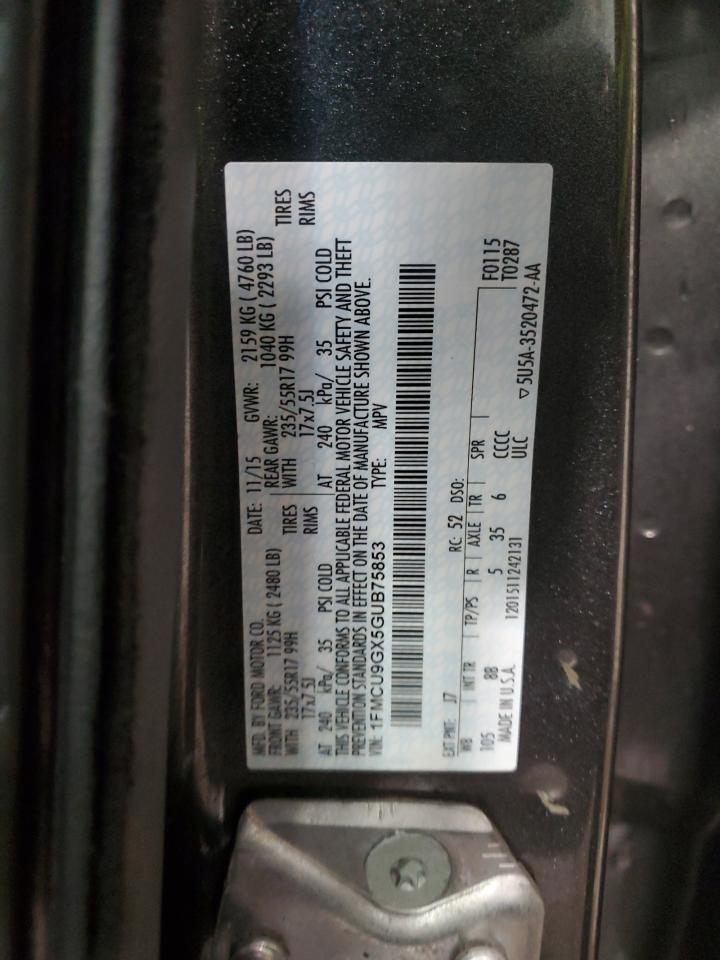 MFD. BY FORD MOTOR CO. DATE: 11/15 GVWR: 2159 KG ( 4760 LB)
FRONT GAWR: 1125 KG ( 2480 LB) REAR GAWR: 1040 KG ( 2293 LB)
WITH 235/55R17 99H TIRES WITH 235/55R17 99H TIRES
17x7.5J RIMS 17x7.5J RIMS
AT 240 kPa/ 35 PSI COLD AT 240 kPa/ 35 PSI COLD
THIS VEHICLE CONFORMS TO ALL APPLICABLE FEDERAL MOTOR VEHICLE SAFETY AND THEFT
PREVENTION STANDARDS IN EFFECT ON THE DATE OF MANUFACTURE SHOWN ABOVE.
VIN: 1FMCU9GX5GUB75853 TYPE: MPV
EXT PNT: J7 RC: 52 DSO:
WB INT TR TP/PS R AXLE TR SPR F0115
105 8B 5 35 6 CCCC T0287
MADE IN U.S.A. 1201511242131 ULC ▽5U5A-3520472-AA